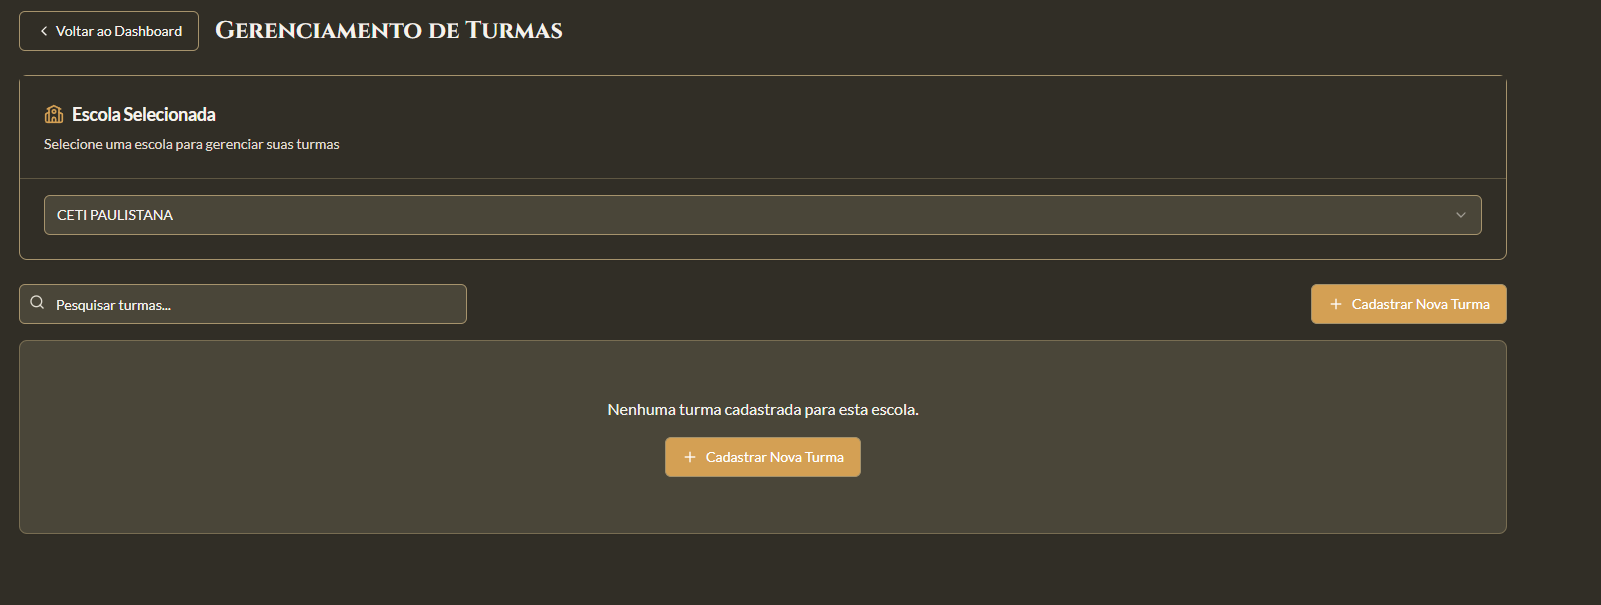 Voltar ao Dashboard
Gerenciamento de Turmas
Escola Selecionada
Selecione uma escola para gerenciar suas turmas
CETI PAULISTANA
Pesquisar turmas...
Cadastrar Nova Turma
Nenhuma turma cadastrada para esta escola.
Cadastrar Nova Turma